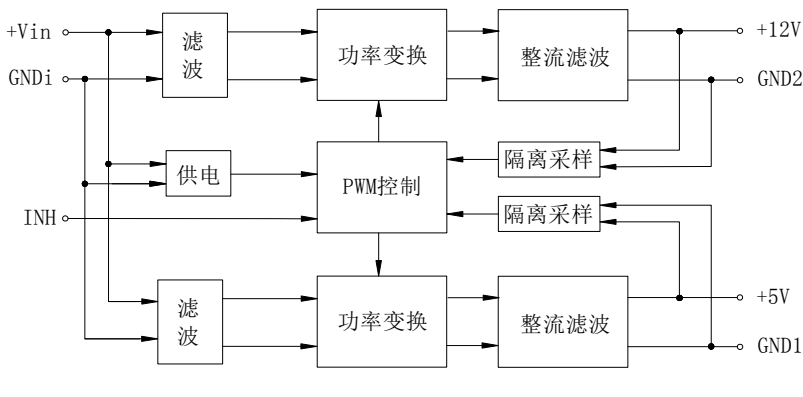 +Vin
滤
波
功率变换
整流滤波
+12V
GNDi
GND2
供电
PWM控制
隔离采样
INH
隔离采样
滤
波
功率变换
整流滤波
+5V
GND1